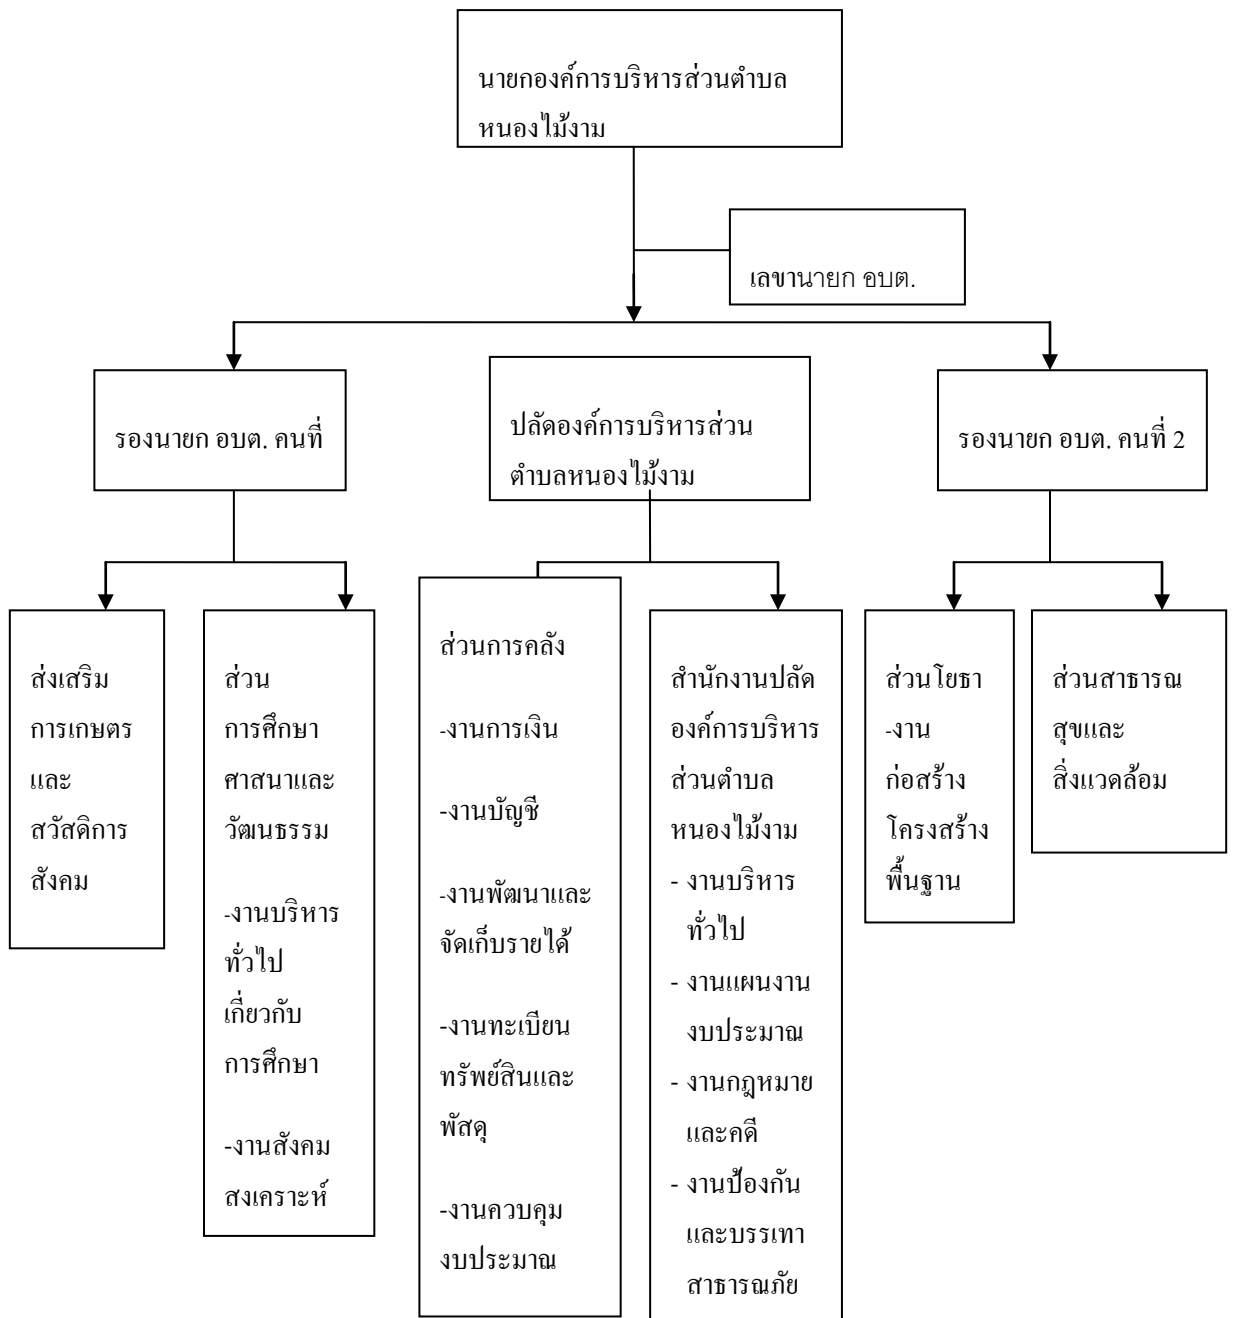 นายกองค์การบริหารส่วนตำบล
หนองไม้งาม
เลขานายก อบต.
รองนายก อบต. คนที่
ปลัดองค์การบริหารส่วน
ตำบลหนองไม้งาม
รองนายก อบต. คนที่ 2
ส่งเสริม
การเกษตร
และ
สวัสดิการ
สังคม
ส่วน
การศึกษา
ศาสนาและ
วัฒนธรรม
-งานบริหาร
ทั่วไป
เกี่ยวกับ
การศึกษา
-งานสังคม
สงเคราะห์
ส่วนการคลัง
-งานการเงิน
-งานบัญชี
-งานพัฒนาและ
จัดเก็บรายได้
-งานทะเบียน
ทรัพย์สินและ
พัสดุ
-งานควบคุม
งบประมาณ
สำนักงานปลัด
องค์การบริหาร
ส่วนตำบล
หนองไม้งาม
- งานบริหาร
ทั่วไป
- งานแผนงาน
งบประมาณ
- งานกฎหมาย
และคดี
- งานป้องกัน
และบรรเทา
สาธารณภัย
ส่วนโยธา
-งาน
ก่อสร้าง
โครงสร้าง
พื้นฐาน
ส่วนสาธารณ
สุขและ
สิ่งแวดล้อม